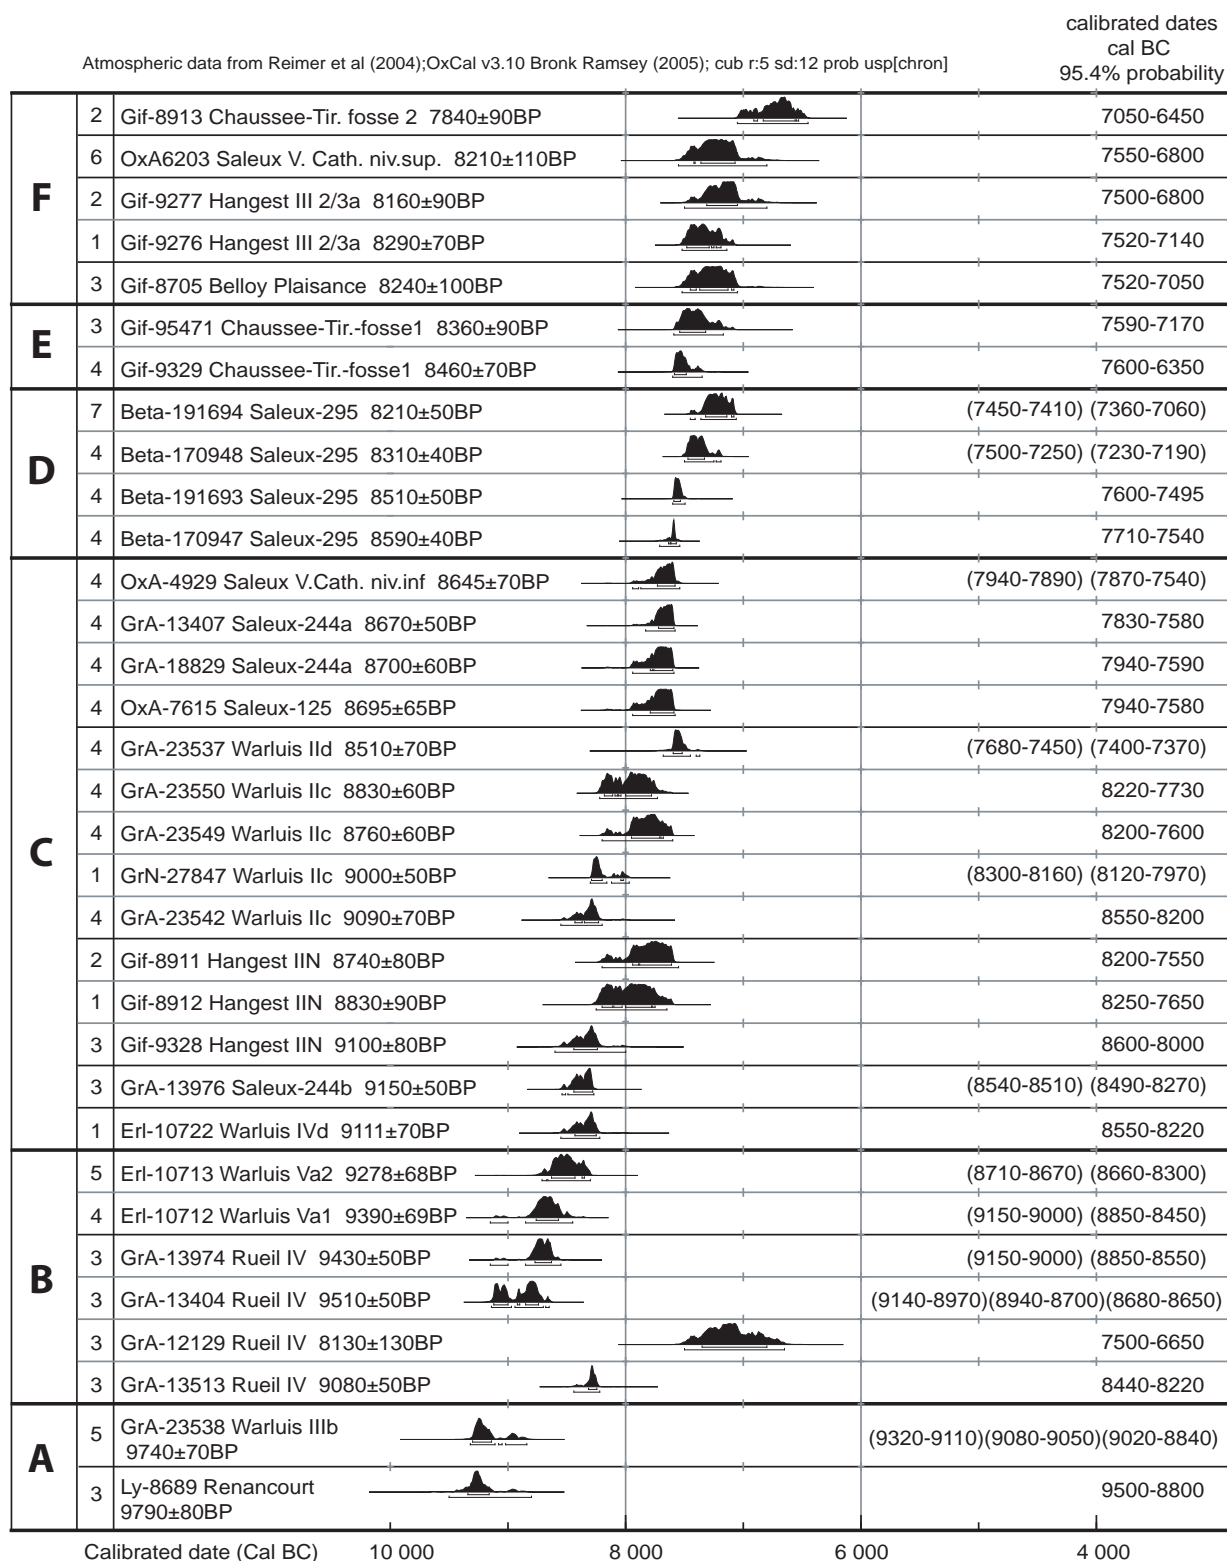 calibrated dates
cal BC
95.4% probability
Atmospheric data from Reimer et al (2004);OxCal v3.10 Bronk Ramsey (2005); cub r:5 sd:12 prob usp[chron]
F
2 Gif-8913 Chaussee-Tir. fosse 2 7840±90BP 7050-6450
6 OxA6203 Saleux V. Cath. niv.sup. 8210±110BP 7550-6800
2 Gif-9277 Hangest III 2/3a 8160±90BP 7500-6800
1 Gif-9276 Hangest III 2/3a 8290±70BP 7520-7140
3 Gif-8705 Belloy Plaisance 8240±100BP 7520-7050
E
3 Gif-95471 Chaussee-Tir.-fosse1 8360±90BP 7590-7170
4 Gif-9329 Chaussee-Tir.-fosse1 8460±70BP 7600-6350
D
7 Beta-191694 Saleux-295 8210±50BP (7450-7410) (7360-7060)
4 Beta-170948 Saleux-295 8310±40BP (7500-7250) (7230-7190)
4 Beta-191693 Saleux-295 8510±50BP 7600-7495
4 Beta-170947 Saleux-295 8590±40BP 7710-7540
C
4 OxA-4929 Saleux V.Cath. niv.inf 8645±70BP (7940-7890) (7870-7540)
4 GrA-13407 Saleux-244a 8670±50BP 7830-7580
4 GrA-18829 Saleux-244a 8700±60BP 7940-7590
4 OxA-7615 Saleux-125 8695±65BP 7940-7580
4 GrA-23537 Warluis IId 8510±70BP (7680-7450) (7400-7370)
4 GrA-23550 Warluis IIc 8830±60BP 8220-7730
4 GrA-23549 Warluis IIc 8760±60BP 8200-7600
1 GrN-27847 Warluis IIc 9000±50BP (8300-8160) (8120-7970)
4 GrA-23542 Warluis IIc 9090±70BP 8550-8200
2 Gif-8911 Hangest IIN 8740±80BP 8200-7550
1 Gif-8912 Hangest IIN 8830±90BP 8250-7650
3 Gif-9328 Hangest IIN 9100±80BP 8600-8000
3 GrA-13976 Saleux-244b 9150±50BP (8540-8510) (8490-8270)
1 Erl-10722 Warluis IVd 9111±70BP 8550-8220
B
5 Erl-10713 Warluis Va2 9278±68BP (8710-8670) (8660-8300)
4 Erl-10712 Warluis Va1 9390±69BP (9150-9000) (8850-8450)
3 GrA-13974 Rueil IV 9430±50BP (9150-9000) (8850-8550)
3 GrA-13404 Rueil IV 9510±50BP (9140-8970)(8940-8700)(8680-8650)
3 GrA-12129 Rueil IV 8130±130BP 7500-6650
3 GrA-13513 Rueil IV 9080±50BP 8440-8220
A
5 GrA-23538 Warluis IIIb
9740±70BP (9320-9110)(9080-9050)(9020-8840)
3 Ly-8689 Renancourt
9790±80BP 9500-8800
Calibrated date (Cal BC) 10 000 8 000 6 000 4 000